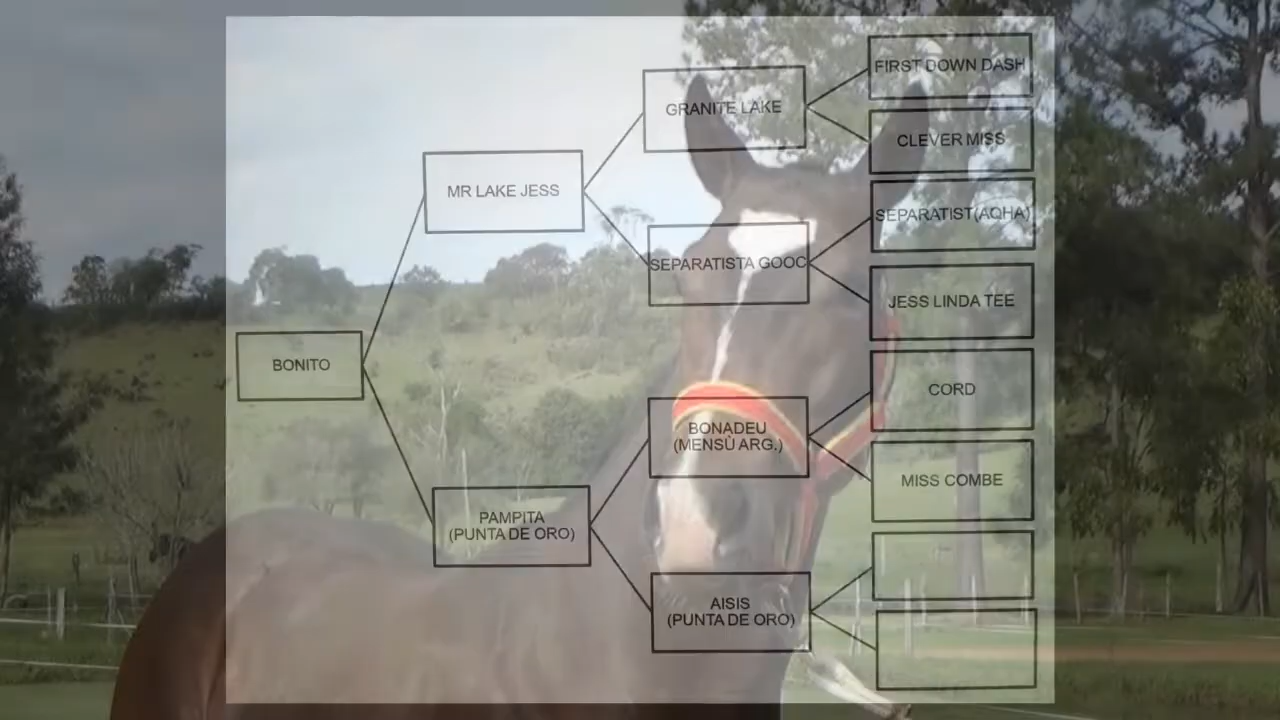 FIRST DOWN DASH
GRANITE LAKE
CLEVER MISS
MR LAKE JESS
SEPARATIST(AQHA)
SEPARATISTA GOOC
JESS LINDA TEE
BONITO
CORD
BONADEU
(MENSÙ ARG.)
MISS COMBE
PAMPITA
(PUNTA DE ORO)
AISIS
(PUNTA DE ORO)